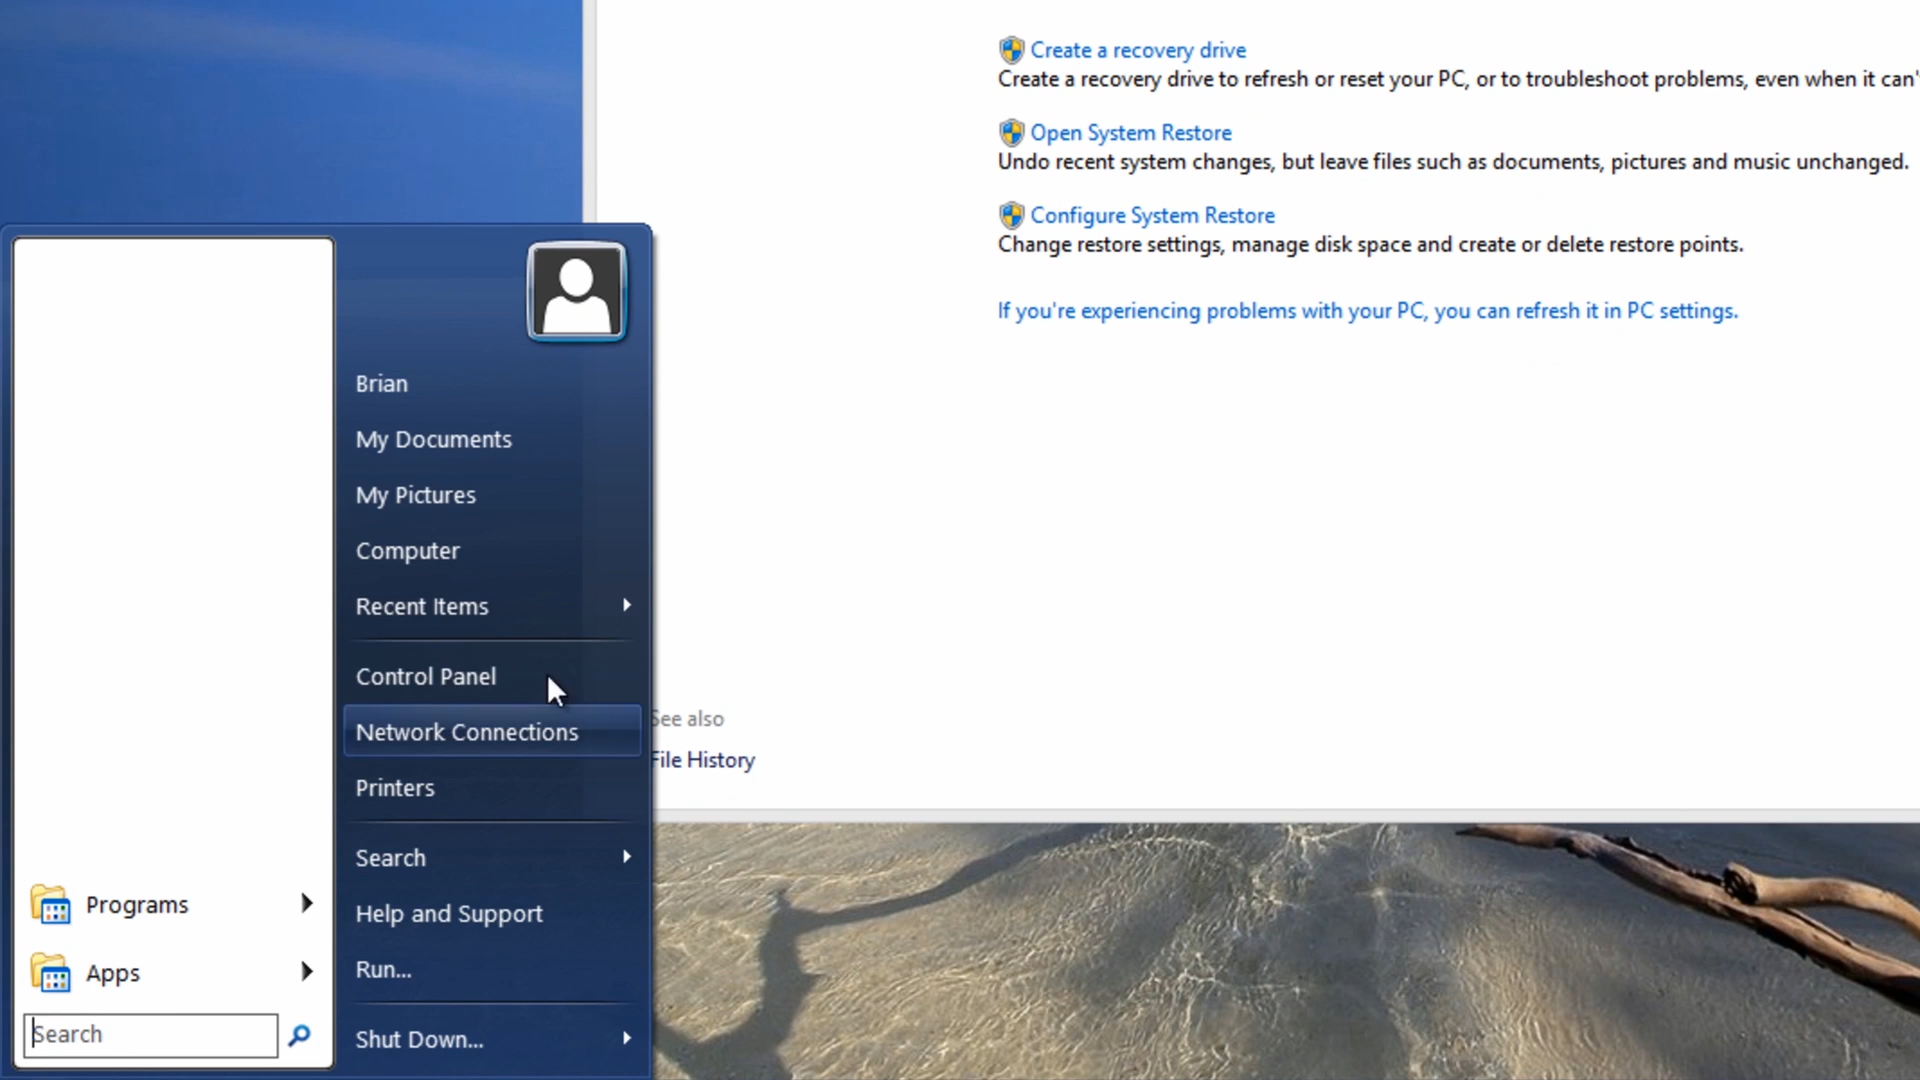 Create a recovery drive
Create a recovery drive to refresh or reset your PC, or to troubleshoot problems, even when it can'
Open System Restore
Undo recent system changes, but leave files such as documents, pictures and music unchanged.
Configure System Restore
Change restore settings, manage disk space and create or delete restore points.
If you're experiencing problems with your PC, you can refresh it in PC settings.
See also
File History
Brian
My Documents
My Pictures
Computer
Recent Items
Control Panel
Network Connections
Printers
Search
Help and Support
Run...
Shut Down...
Programs
Apps
Search